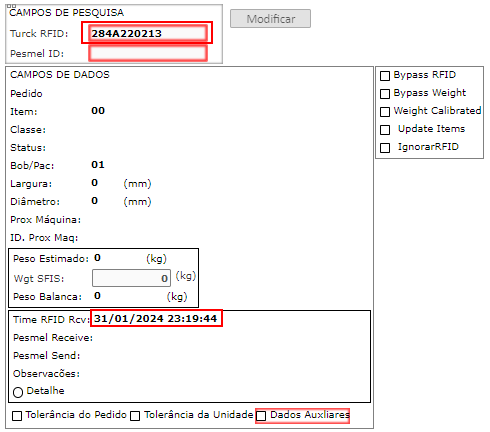 CAMPOS DE PESQUISA
Modificar
Turck RFID: 284A220213
Pesmel ID:
CAMPOS DE DADOS
Pedido
Item: 00
Classe:
Status:
Bob/Pac: 01
Largura: 0 (mm)
Diâmetro: 0 (mm)
Prox Máquina:
ID. Prox Maq:
Peso Estimado: 0 (kg)
Wgt SFIS: 0 (kg)
Peso Balanca: 0 (kg)
Time RFID Rcv: 31/01/2024 23:19:44
Pesmel Receive:
Pesmel Send:
Observacões:
Detalhe
Tolerância do Pedido Tolerância da Unidade Dados Auxliares
Bypass RFID
Bypass Weight
Weight Calibrated
Update Items
IgnorarRFID